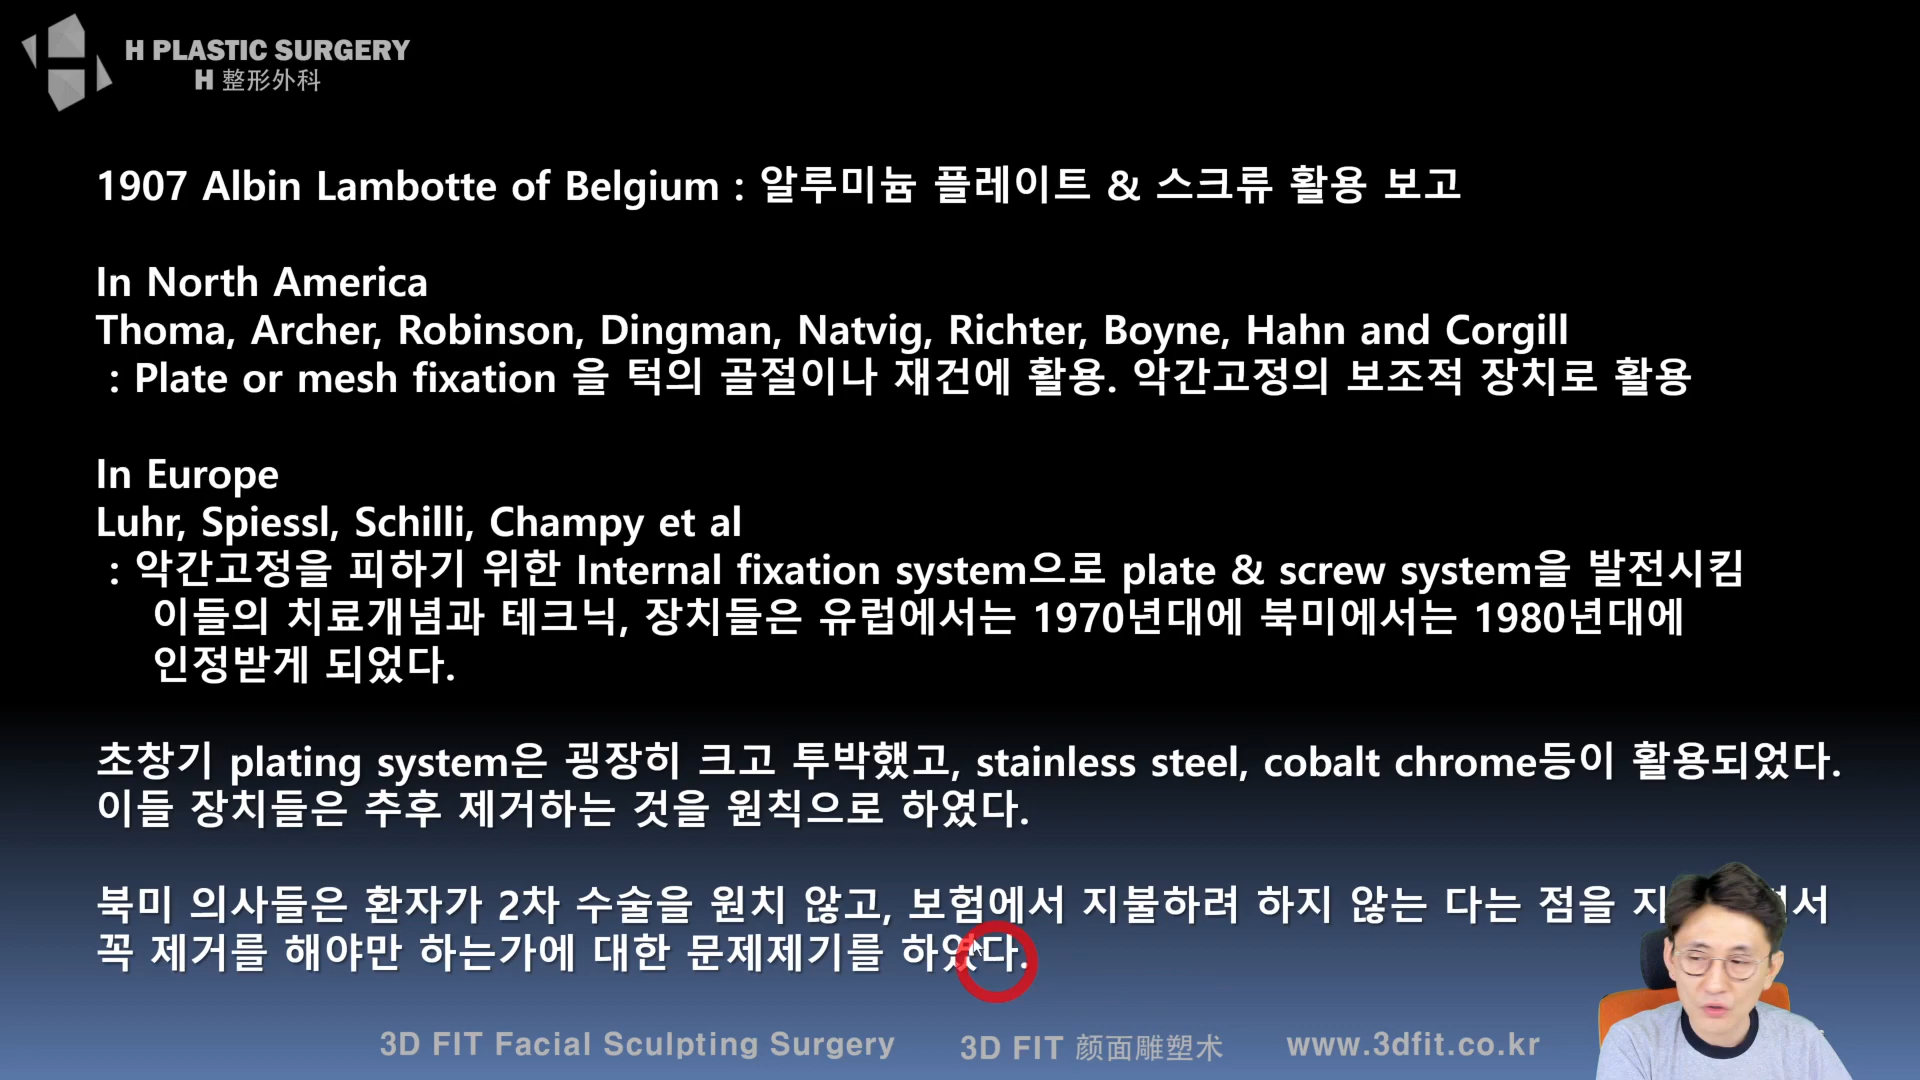 H PLASTIC SURGERY
H 整形外科
1907 Albin Lambotte of Belgium : 알루미늄 플레이트 & 스크류 활용 보고
In North America
Thoma, Archer, Robinson, Dingman, Natvig, Richter, Boyne, Hahn and Corgill
: Plate or mesh fixation 을 턱의 골절이나 재건에 활용. 악간고정의 보조적 장치로 활용
In Europe
Luhr, Spiessl, Schilli, Champy et al
: 악간고정을 피하기 위한 Internal fixation system으로 plate & screw system을 발전시킴
이들의 치료개념과 테크닉, 장치들은 유럽에서는 1970년대에 북미에서는 1980년대에
인정받게 되었다.
초창기 plating system은 굉장히 크고 투박했고, stainless steel, cobalt chrome등이 활용되었다.
이들 장치들은 추후 제거하는 것을 원칙으로 하였다.
북미 의사들은 환자가 2차 수술을 원치 않고, 보험에서 지불하려 하지 않는 다는 점을
꼭 제거를 해야만 하는가에 대한 문제제기를 하였다.
3D FIT Facial Sculpting Surgery 3D FIT 颜面雕塑术 www.3dfit.co.kr